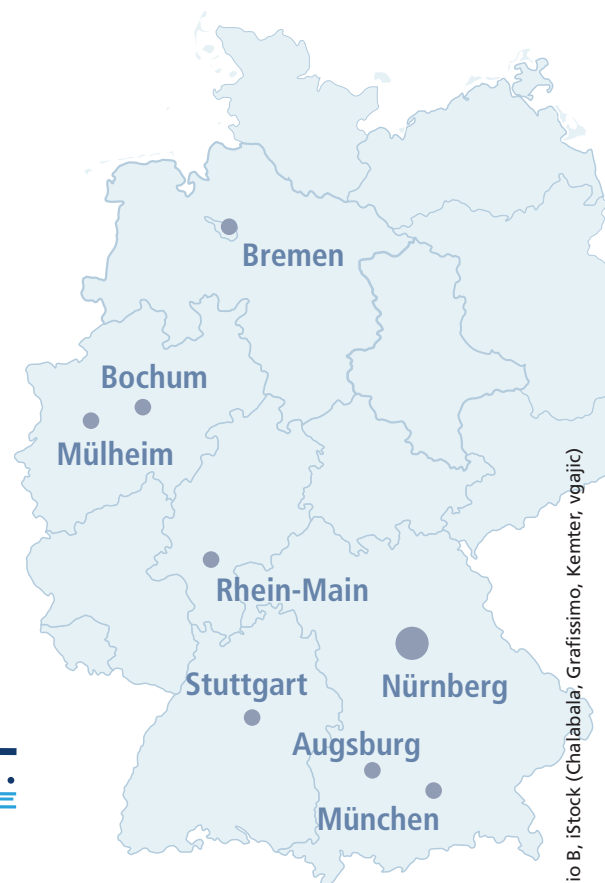 Bremen
Bochum
Mülheim
Rhein-Main
Stuttgart
Nürnberg
Augsburg
München
io B, iStock (Chalabala, Grafissimo, Kemter, vgajic)